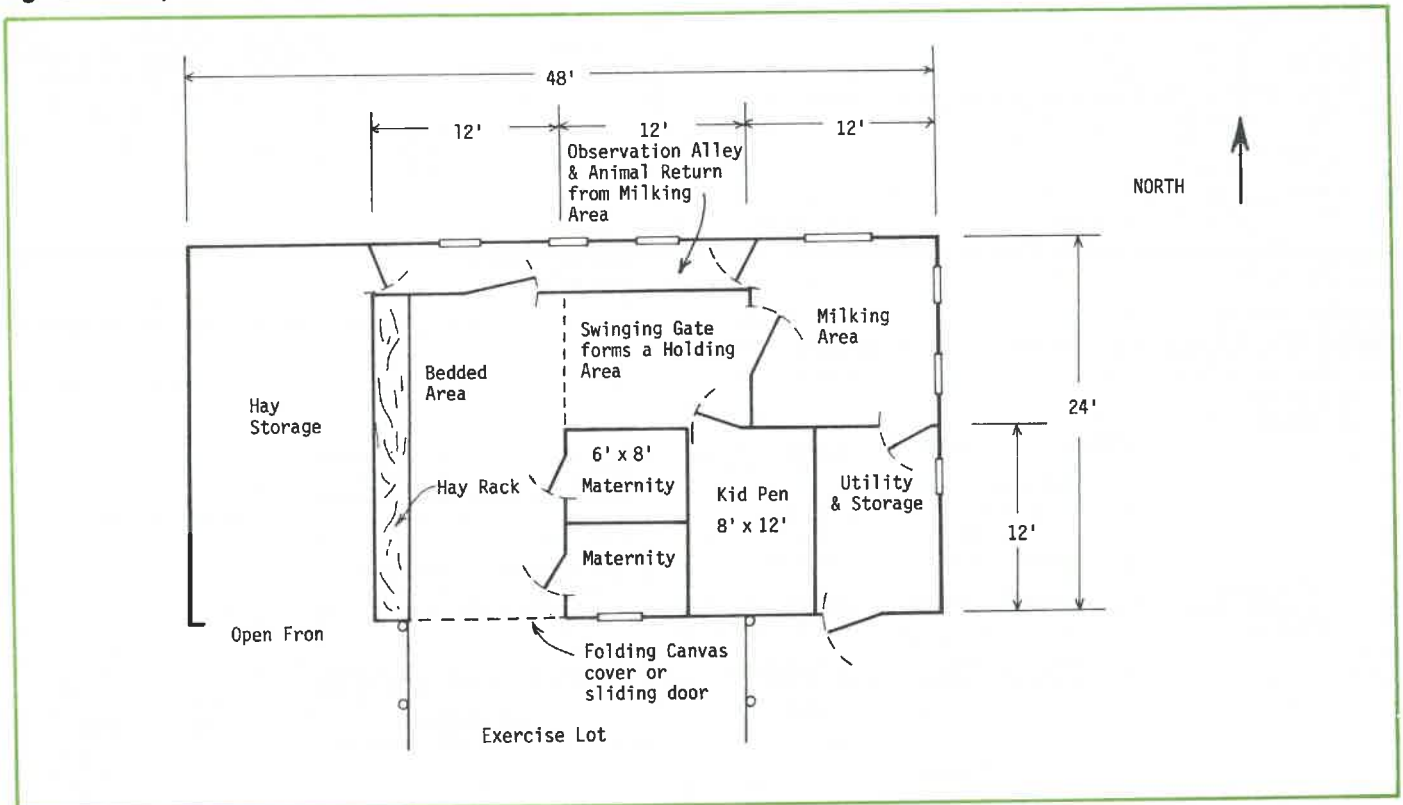 48'
12'
12'
12'
Observation Alley
& Animal Return
from Milking
Area
NORTH
Swinging Gate
forms a Holding
Area
Milking
Area
Bedded
Area
Hay
Storage
24'
6' x 8'
Maternity
Hay Rack
Kid Pen
8' x 12'
Utility
& Storage
12'
Maternity
Open Fron
Folding Canvas
cover or
sliding door
Exercise Lot